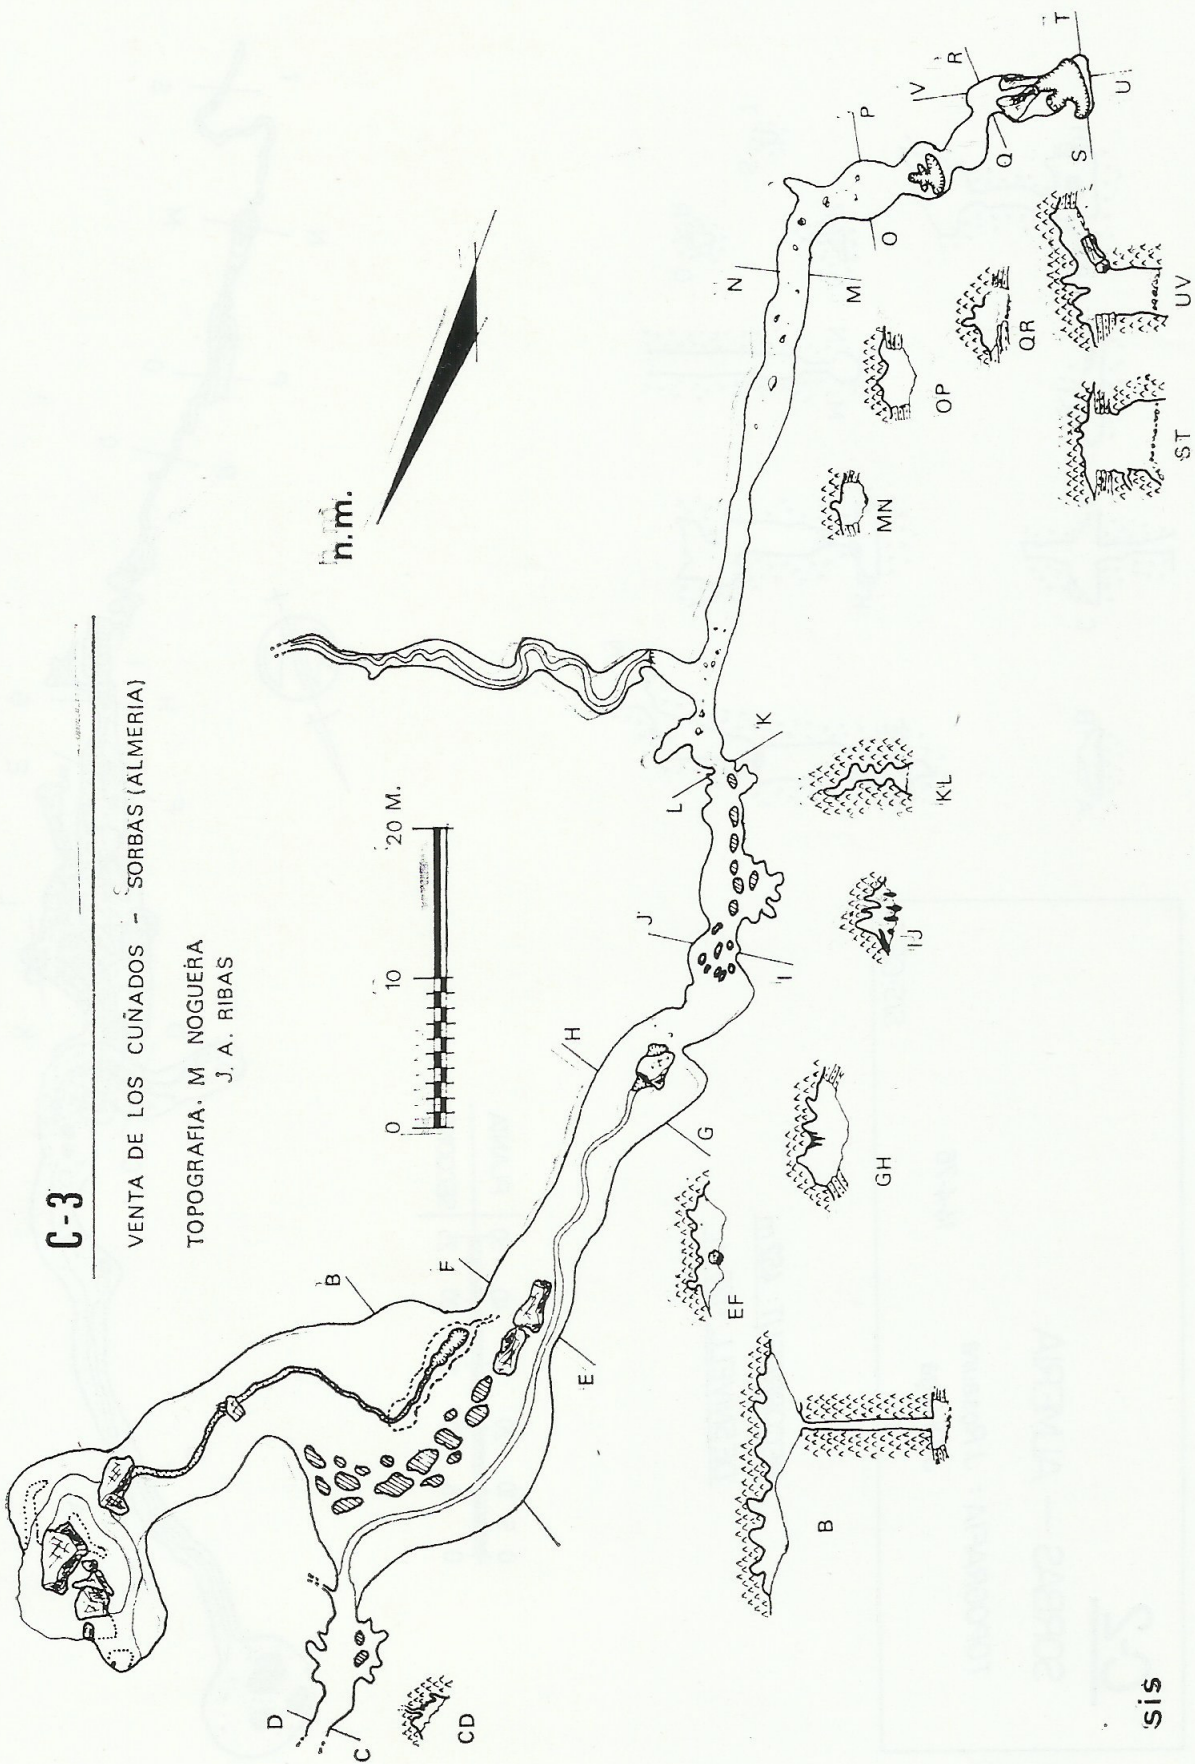 C-3
VENTA DE LOS CUÑADOS - SORBAS (ALMERIA)
TOPOGRAFIA. M NOGUERA
J. A. RIBAS
n.m.
0 10 20 M.
B
F
H
J
L
N
P
V
R
T
D
C
E
G
I
K
M
O
Q
S
U
CD
B
EF
GH
IJ
KL
MN
OP
QR
ST
UV
sis